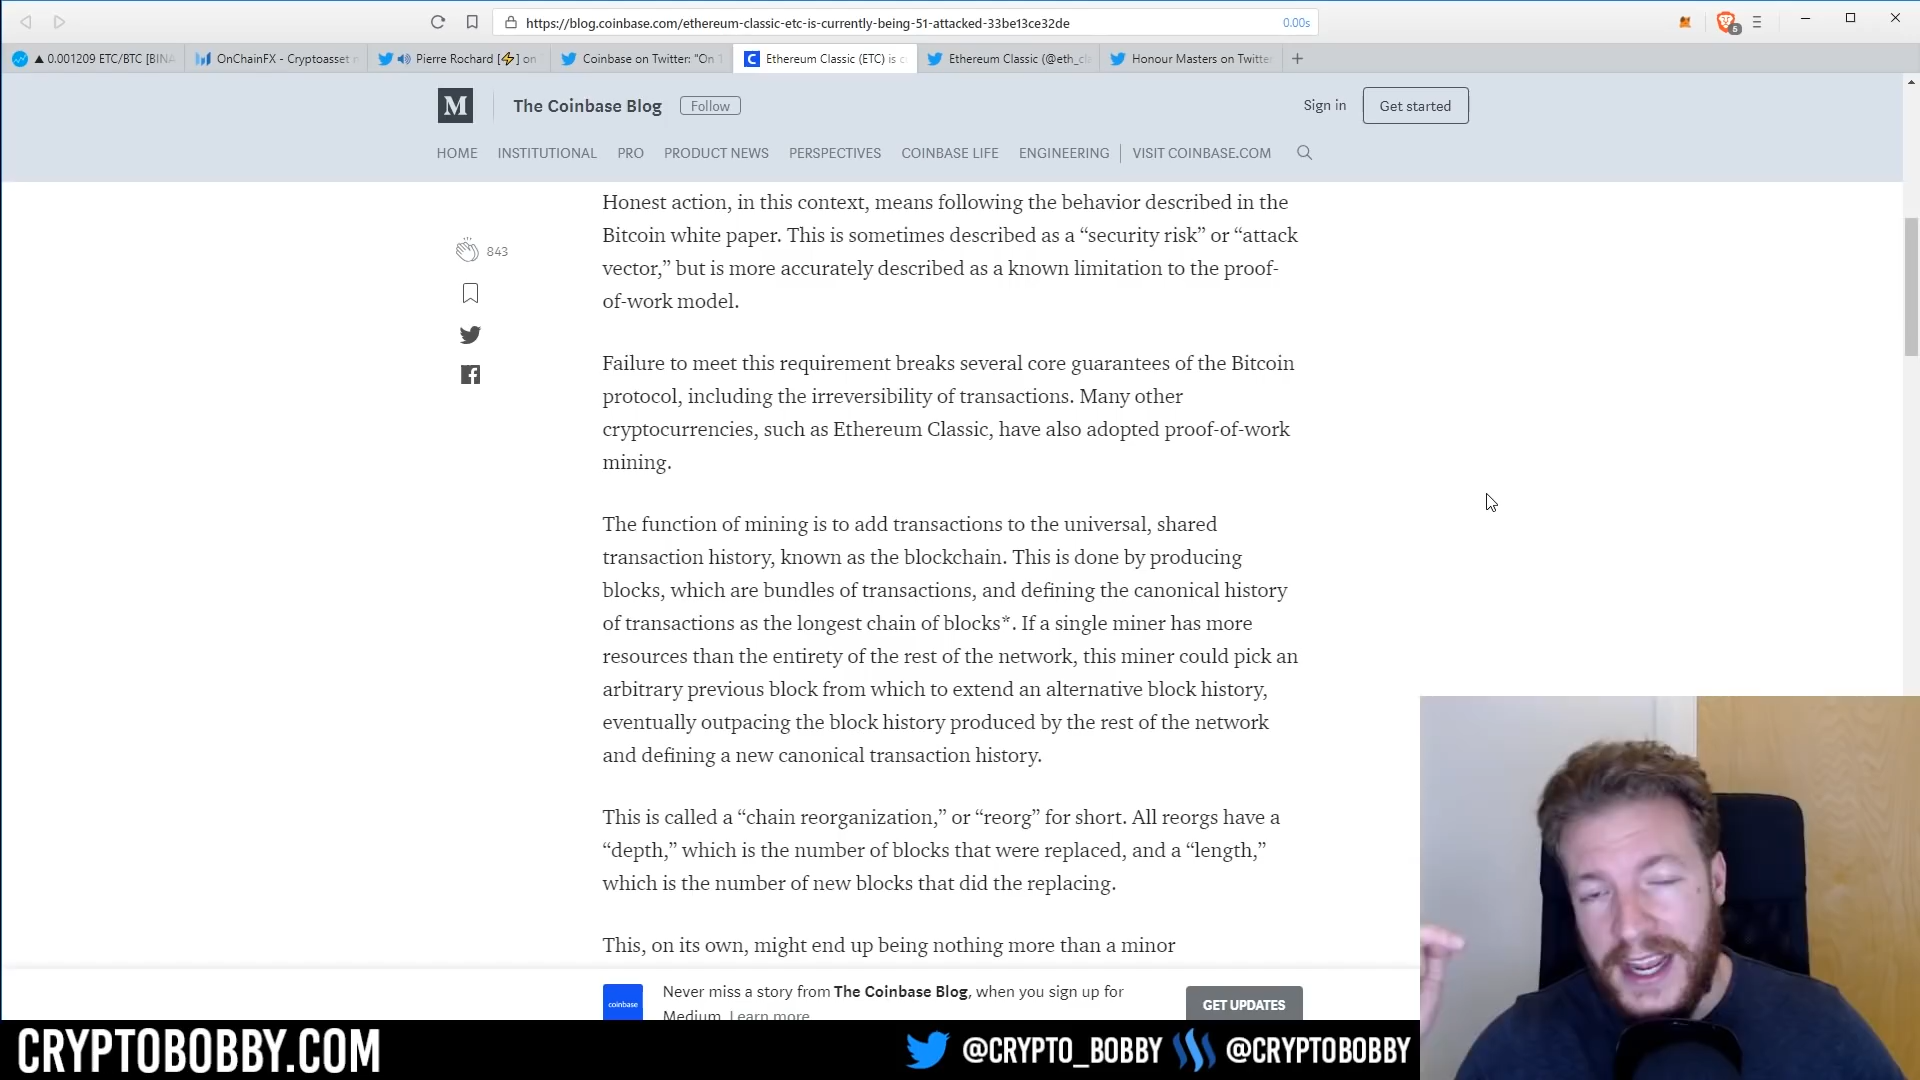 https://blog.coinbase.com/ethereum-classic-etc-is-currently-being-51-attacked-33be13ce32de
0.00s
5
▲ 0.001209 ETC/BTC [BINA
OnChainFX - Cryptoasset
Pierre Rochard [⚡] on
Coinbase on Twitter: "On
Ethereum Classic (ETC) is c
Ethereum Classic (@eth_cl
Honour Masters on Twitte
M
The Coinbase Blog
Follow
Sign in
Get started
HOME
INSTITUTIONAL
PRO
PRODUCT NEWS
PERSPECTIVES
COINBASE LIFE
ENGINEERING
VISIT COINBASE.COM
843
Honest action, in this context, means following the behavior described in the
Bitcoin white paper. This is sometimes described as a “security risk” or “attack
vector,” but is more accurately described as a known limitation to the proof-
of-work model.
Failure to meet this requirement breaks several core guarantees of the Bitcoin
protocol, including the irreversibility of transactions. Many other
cryptocurrencies, such as Ethereum Classic, have also adopted proof-of-work
mining.
The function of mining is to add transactions to the universal, shared
transaction history, known as the blockchain. This is done by producing
blocks, which are bundles of transactions, and defining the canonical history
of transactions as the longest chain of blocks*. If a single miner has more
resources than the entirety of the rest of the network, this miner could pick an
arbitrary previous block from which to extend an alternative block history,
eventually outpacing the block history produced by the rest of the network
and defining a new canonical transaction history.
This is called a “chain reorganization,” or “reorg” for short. All reorgs have a
“depth,” which is the number of blocks that were replaced, and a “length,”
which is the number of new blocks that did the replacing.
This, on its own, might end up being nothing more than a minor
coinbase
Never miss a story from The Coinbase Blog, when you sign up for
Medium. Learn more
GET UPDATES
CRYPTOBOBBY.COM
@CRYPTO_BOBBY
@CRYPTOBOBBY